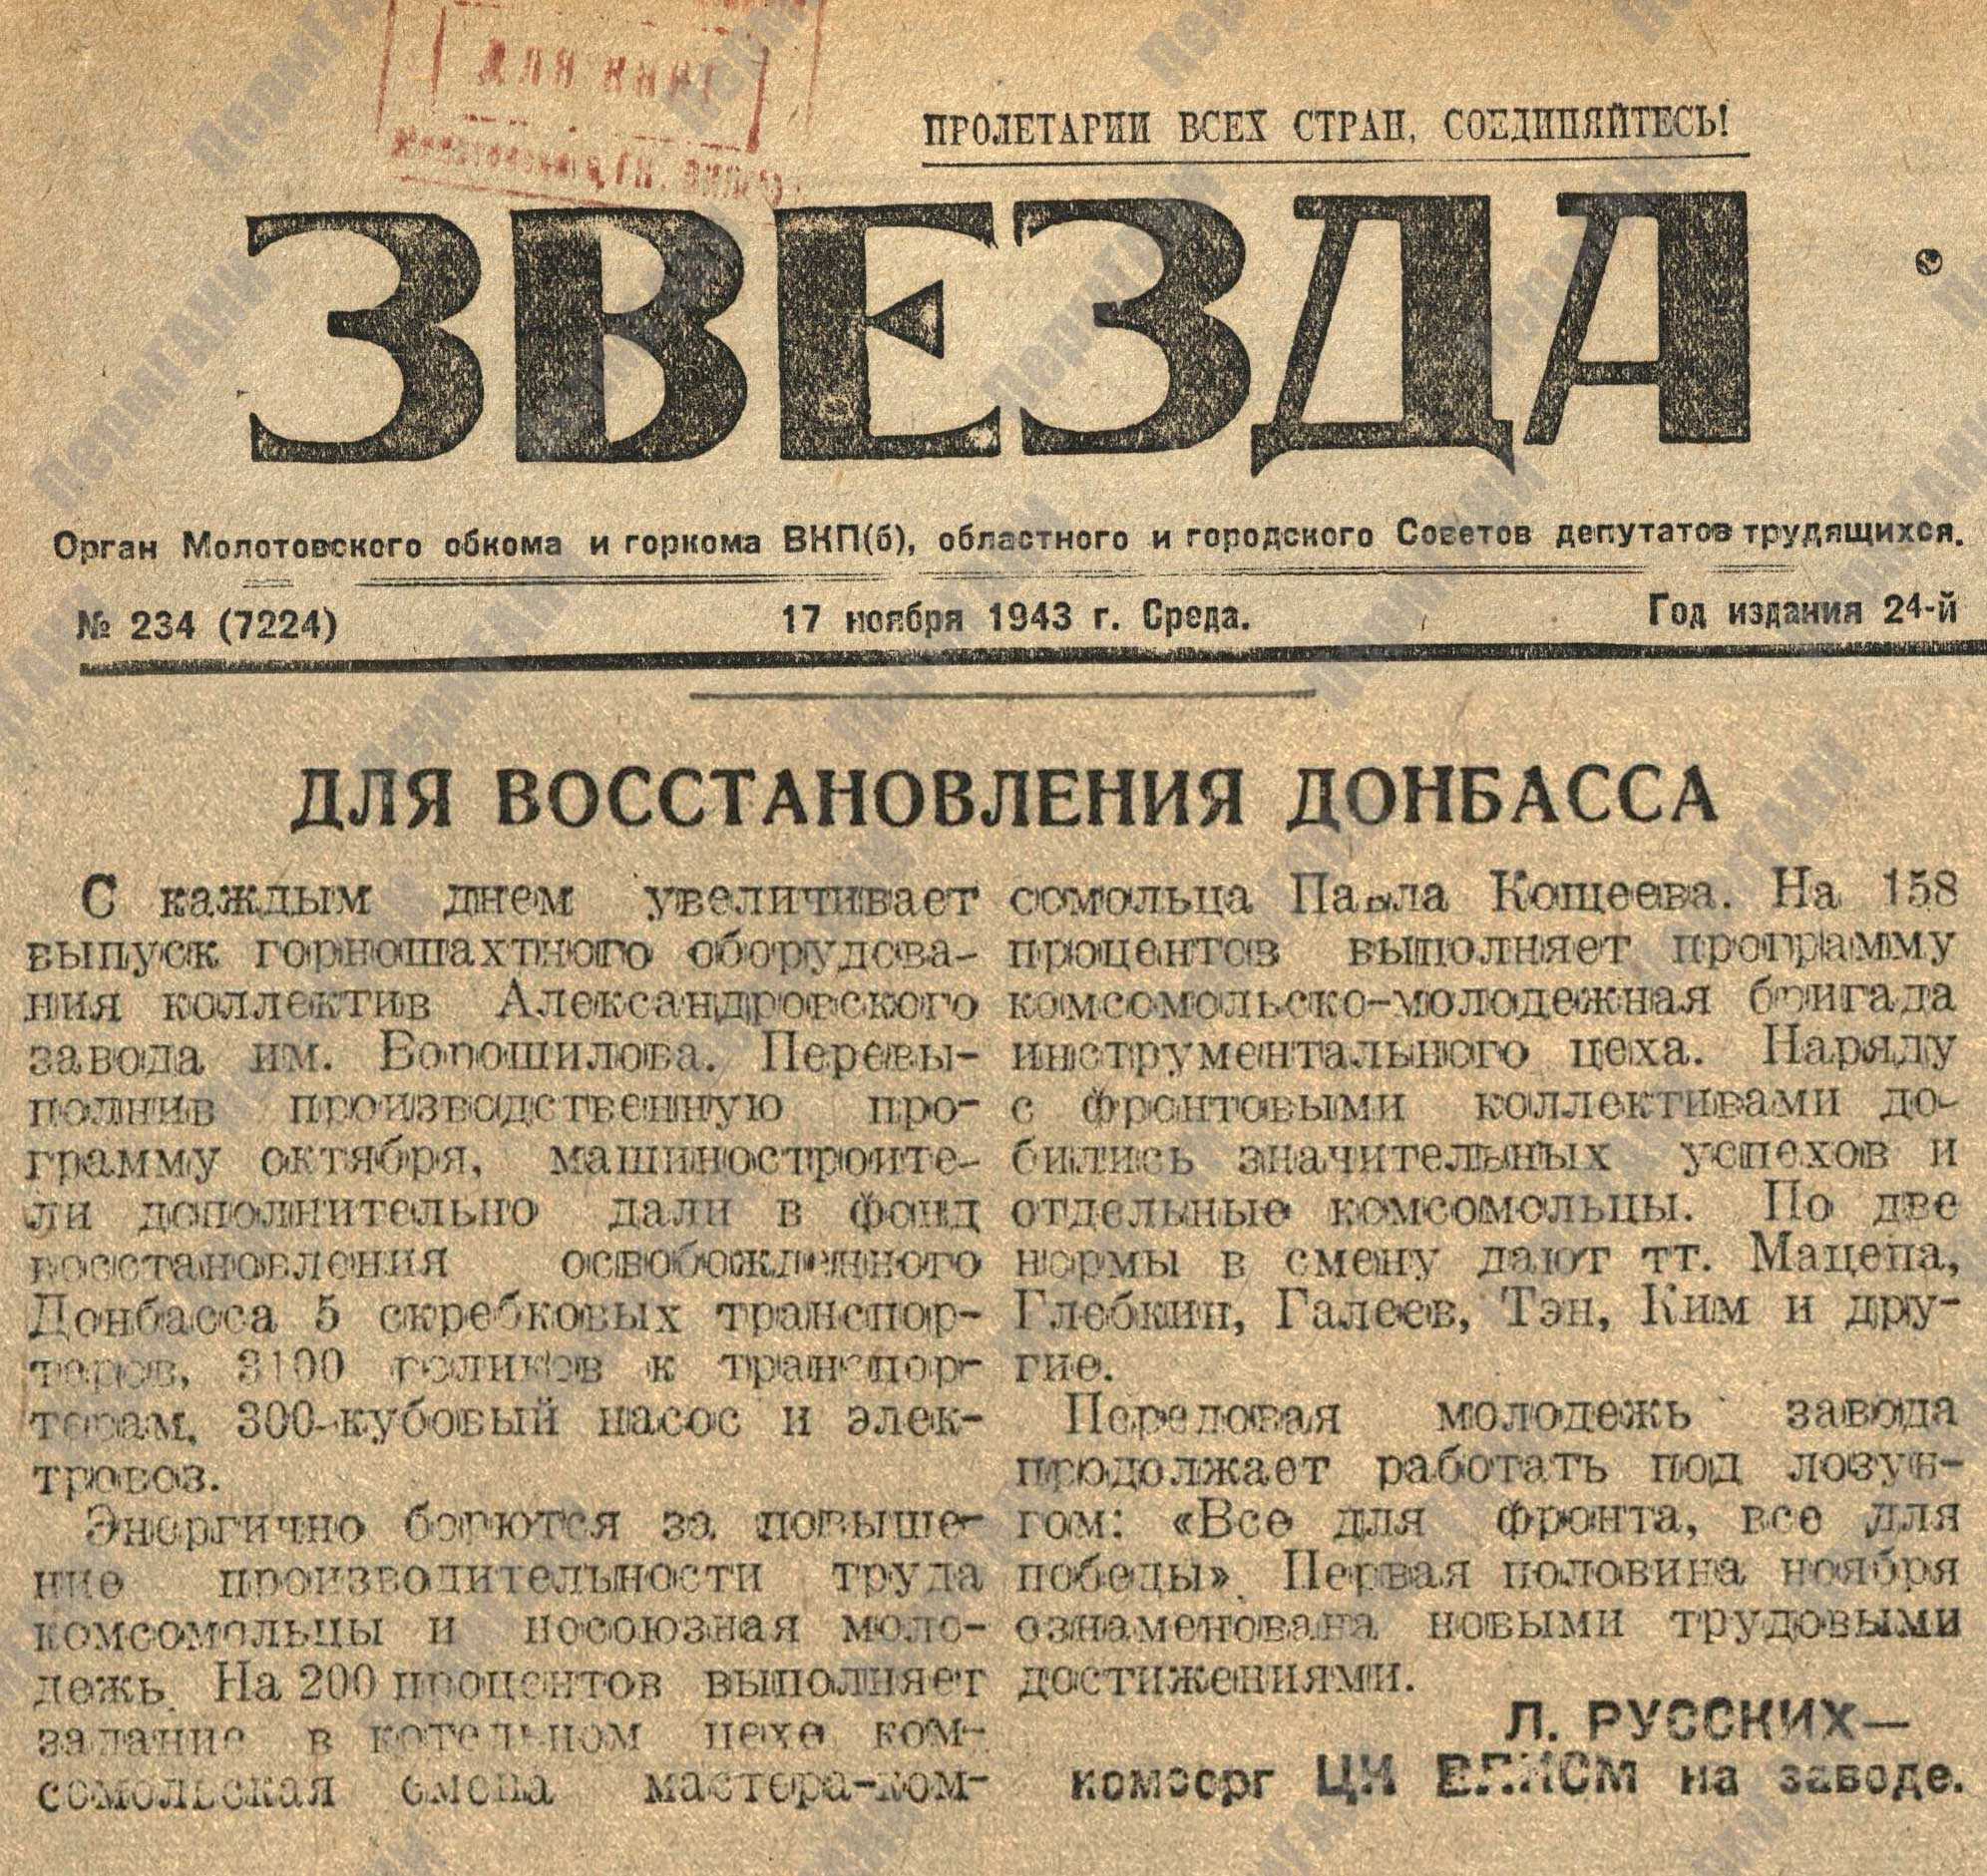 для книг
ПРОЛЕТАРИИ ВСЕХ СТРАН, СОЕДИНЯЙТЕСЬ!
ЗВЕЗДА
Орган Молотовского обкома и горкома ВКП(б), областного и городского Советов депутатов трудящихся.
№ 234 (7224)
17 ноября 1943 г. Среда.
Год издания 24-й
ДЛЯ ВОССТАНОВЛЕНИЯ ДОНБАССА
С каждым днем увеличивает
выпуск горношахтного оборудова-
ния коллектив Александровского
завода им. Ворошилова. Перевы-
полнив производственную про-
грамму октября, машиностроите-
ли дополнительно дали в фонд
восстановления освобожденного
Донбасса 5 скребковых транспор-
теров, 3100 роликов к транспор-
терам, 300-кубовый насос и элек-
тровоз.
Энергично борются за повыше-
ние производительности труда
комсомольцы и несоюзная моло-
дежь. На 200 процентов выполняет
задание в котельном цехе ком-
сомольская смена мастера-ком-
сомольца Павла Кощеева. На 158
процентов выполняет программу
комсомольско-молодежная бригада
инструментального цеха. Наряду
с фронтовыми коллективами до-
бились значительных успехов и
отдельные комсомольцы. По две
нормы в смену дают тт. Мацепа,
Глебкин, Галеев, Тэн, Ким и дру-
гие.
Передовая молодежь завода
продолжает работать под лозун-
гом: «Все для фронта, все для
победы». Первая половина ноября
ознаменована новыми трудовыми
достижениями.
Л. РУССКИХ—
комсорг ЦК ВЛКСМ на заводе.
ПермГАНИ